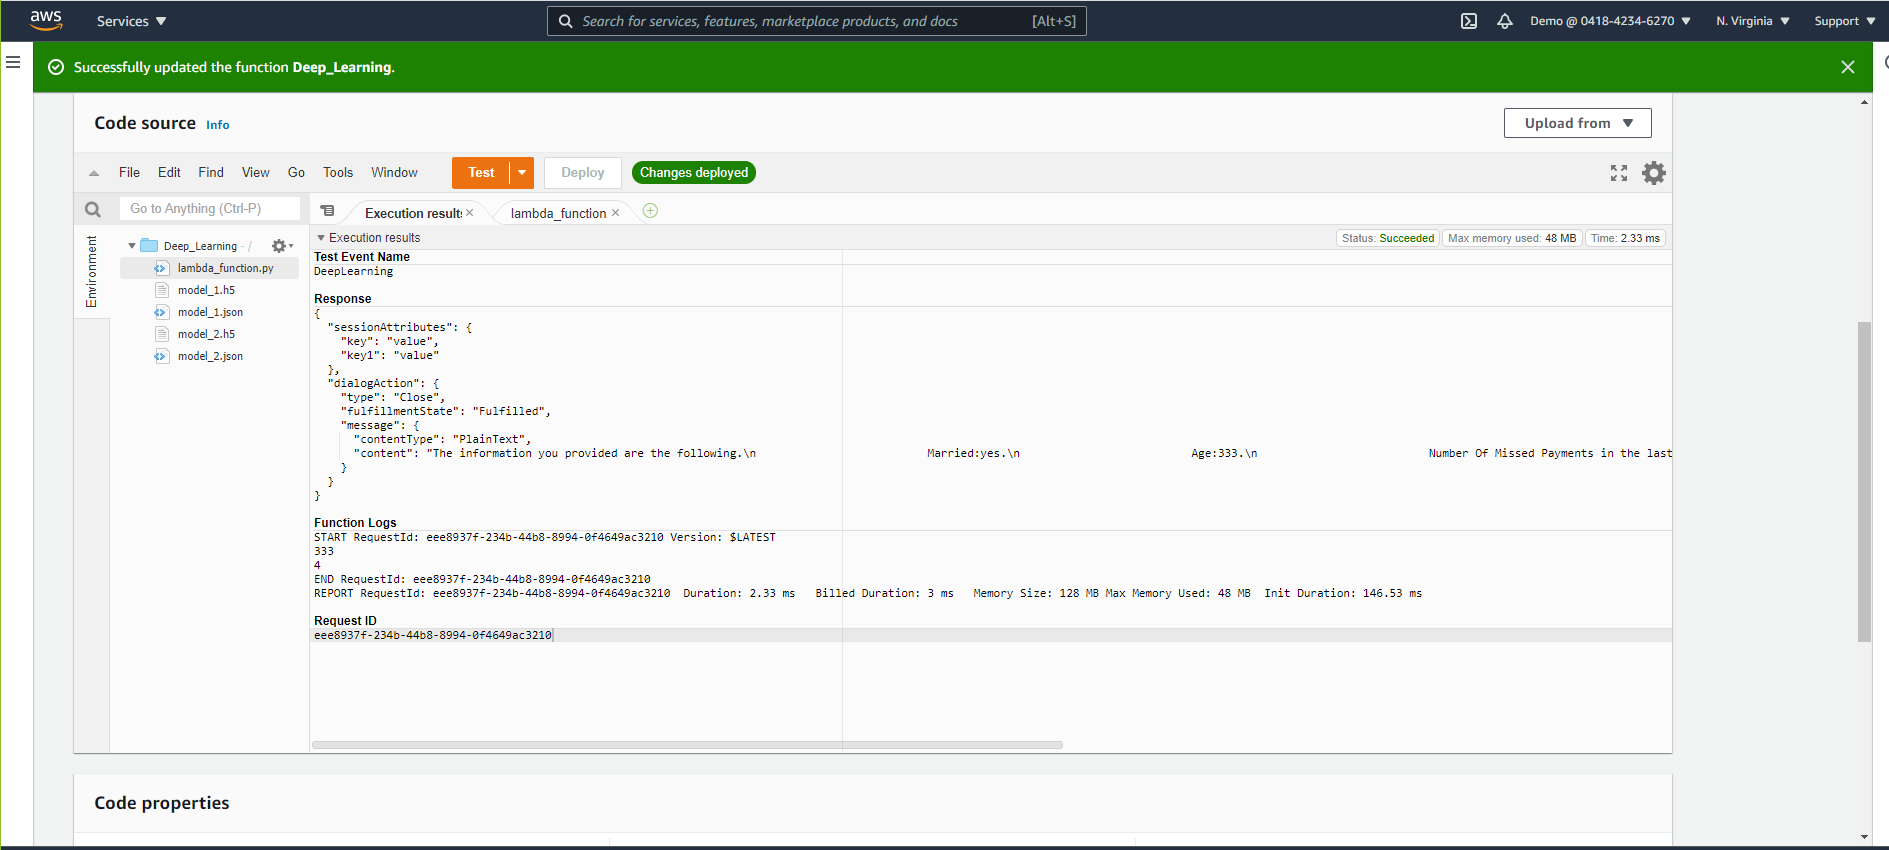 aws
Services
Search for services, features, marketplace products, and docs [Alt+S]
Demo @ 0418-4234-6270
N. Virginia
Support
Successfully updated the function Deep_Learning.
Code source Info
Upload from
File Edit Find View Go Tools Window Test Deploy Changes deployed
Go to Anything (Ctrl-P)
Execution results
lambda_function
Environment
Deep_Learning - /
lambda_function.py
model_1.h5
model_1.json
model_2.h5
model_2.json
Execution results
Status: Succeeded Max memory used: 48 MB Time: 2.33 ms
Test Event Name
DeepLearning
Response
{
"sessionAttributes": {
"key": "value",
"key1": "value"
},
"dialogAction": {
"type": "Close",
"fulfillmentState": "Fulfilled",
"message": {
"contentType": "PlainText",
"content": "The information you provided are the following.\n Married:yes.\n Age:333.\n Number Of Missed Payments in the last
}
}
}
Function Logs
START RequestId: eee8937f-234b-44b8-8994-0f4649ac3210 Version: $LATEST
333
4
END RequestId: eee8937f-234b-44b8-8994-0f4649ac3210
REPORT RequestId: eee8937f-234b-44b8-8994-0f4649ac3210 Duration: 2.33 ms Billed Duration: 3 ms Memory Size: 128 MB Max Memory Used: 48 MB Init Duration: 146.53 ms
Request ID
eee8937f-234b-44b8-8994-0f4649ac3210
Code properties